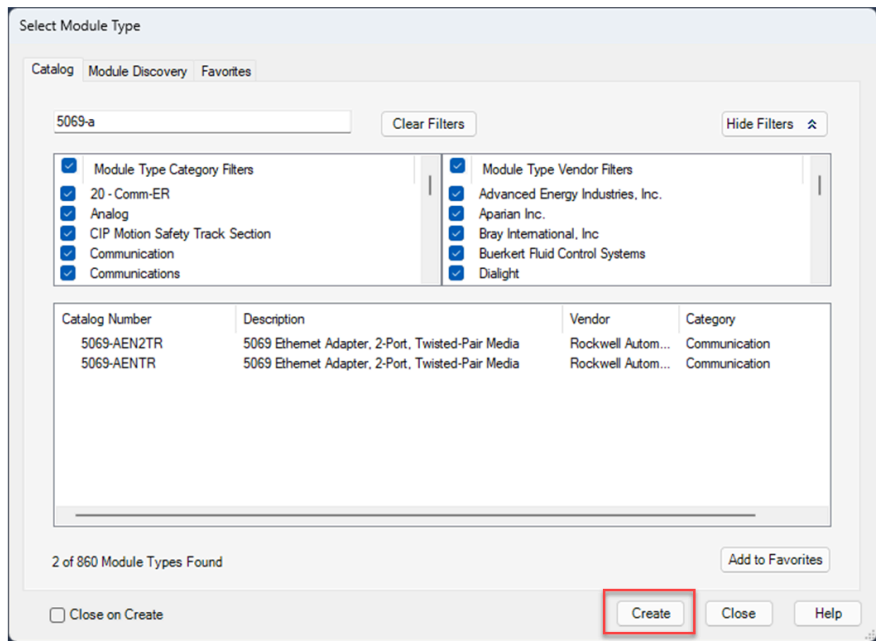 Select Module Type
Catalog Module Discovery Favorites
5069-a Clear Filters Hide Filters
Module Type Category Filters
20 - Comm-ER
Analog
CIP Motion Safety Track Section
Communication
Communications
Module Type Vendor Filters
Advanced Energy Industries, Inc.
Aparian Inc.
Bray International, Inc
Buerkert Fluid Control Systems
Dialight
Catalog Number Description Vendor Category
5069-AEN2TR 5069 Ethernet Adapter, 2-Port, Twisted-Pair Media Rockwell Autom... Communication
5069-AENTR 5069 Ethernet Adapter, 2-Port, Twisted-Pair Media Rockwell Autom... Communication
2 of 860 Module Types Found Add to Favorites
Close on Create Create Close Help